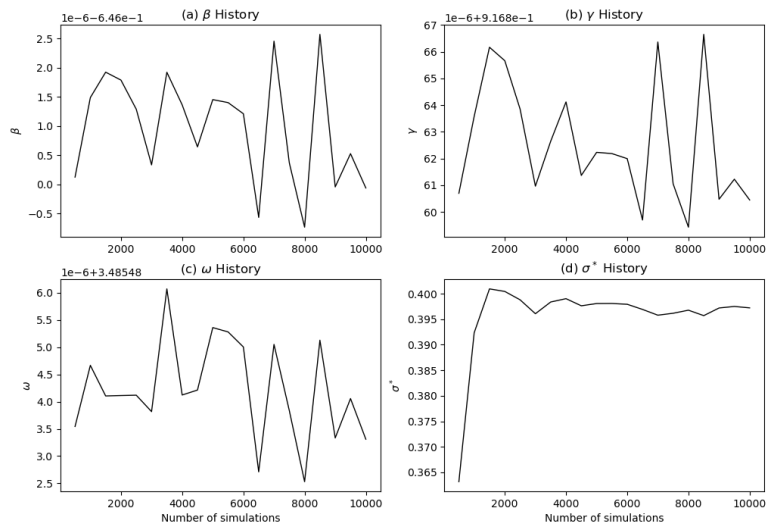 (a) β History
1e−6−6.46e−1
2.5
2.0
1.5
1.0
0.5
0.0
−0.5
β
2000 4000 6000 8000 10000
(b) γ History
1e−6+9.168e−1
67
66
65
64
63
62
61
60
γ
2000 4000 6000 8000 10000
(c) ω History
1e−6+3.48548
6.0
5.5
5.0
4.5
4.0
3.5
3.0
2.5
ω
2000 4000 6000 8000 10000
Number of simulations
(d) σ* History
0.400
0.395
0.390
0.385
0.380
0.375
0.370
0.365
σ*
2000 4000 6000 8000 10000
Number of simulations